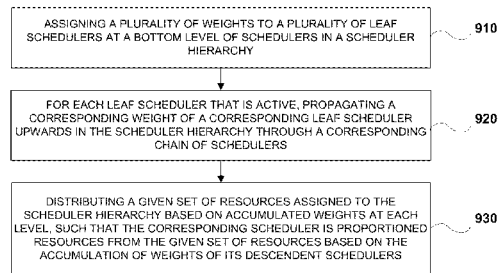 ASSIGNING A PLURALITY OF WEIGHTS TO A PLURALITY OF LEAF
SCHEDULERS AT A BOTTOM LEVEL OF SCHEDULERS IN A SCHEDULER
HIERARCHY
910
FOR EACH LEAF SCHEDULER THAT IS ACTIVE, PROPAGATING A
CORRESPONDING WEIGHT OF A CORRESPONDING LEAF SCHEDULER
UPWARDS IN THE SCHEDULER HIERARCHY THROUGH A CORRESPONDING
CHAIN OF SCHEDULERS
920
DISTRIBUTING A GIVEN SET OF RESOURCES ASSIGNED TO THE
SCHEDULER HIERARCHY BASED ON ACCUMULATED WEIGHTS AT EACH
LEVEL, SUCH THAT THE CORRESPONDING SCHEDULER IS PROPORTIONED
RESOURCES FROM THE GIVEN SET OF RESOURCES BASED ON THE
ACCUMULATION OF WEIGHTS OF ITS DESCENDENT SCHEDULERS
930